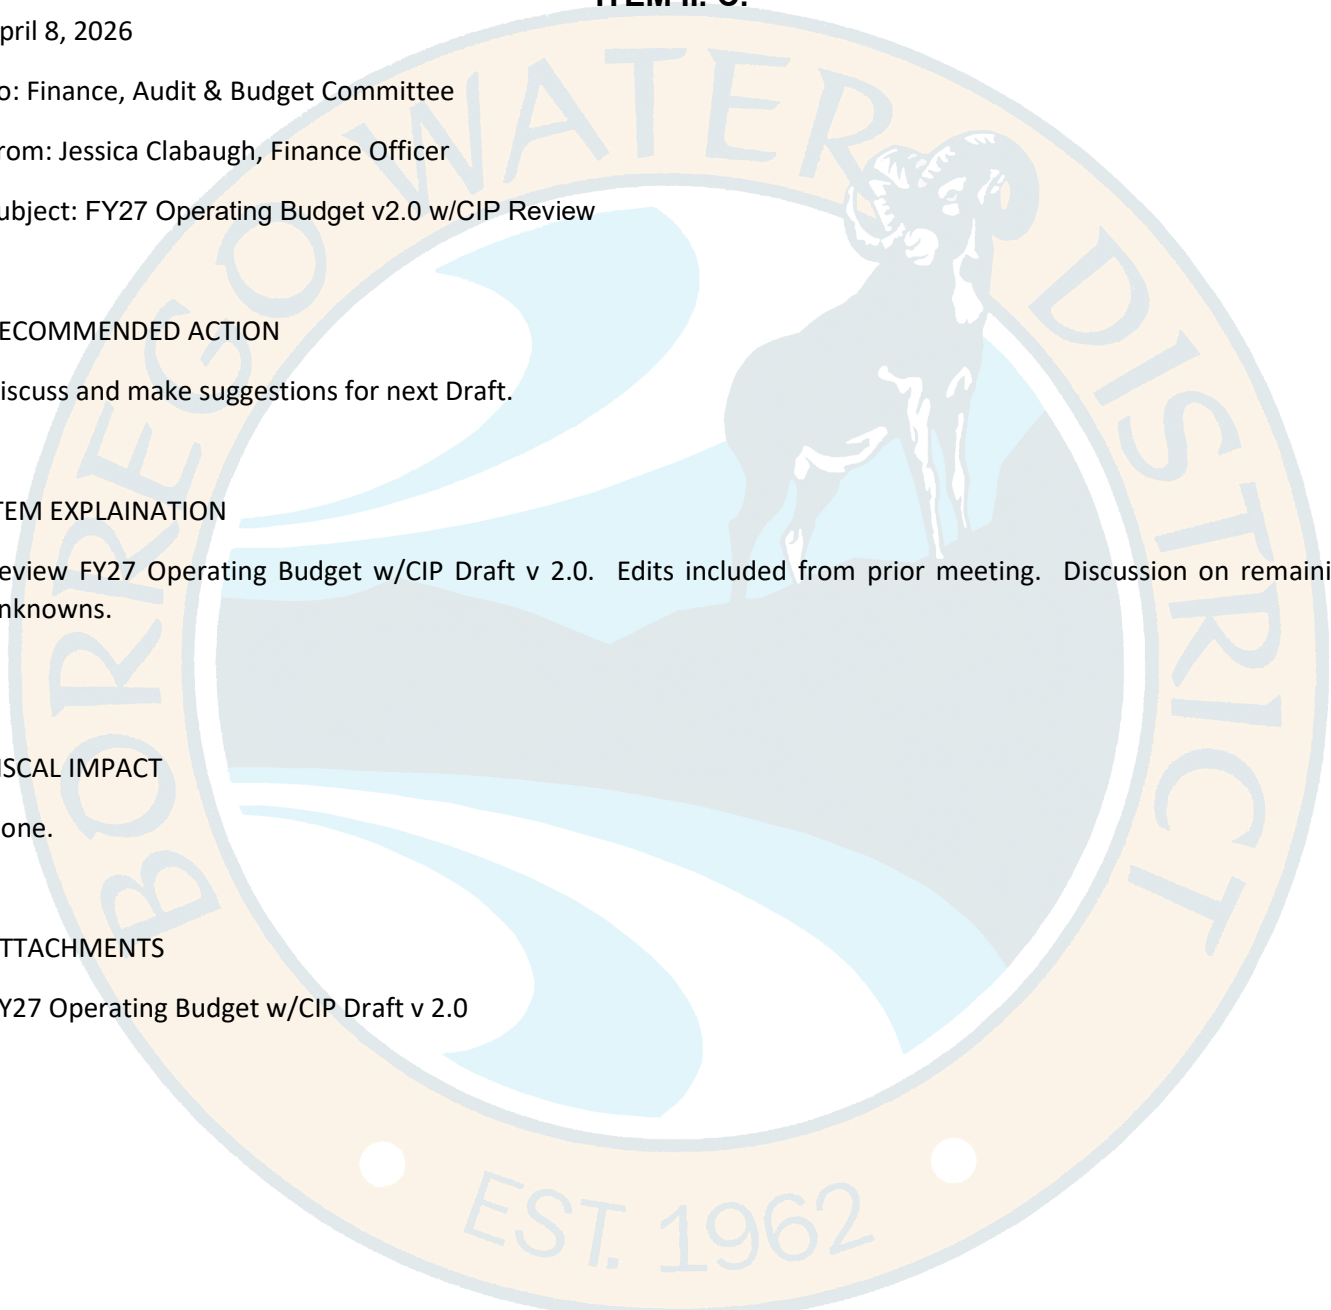 ITEM II. C.
pril 8, 2026
o: Finance, Audit & Budget Committee
rom: Jessica Clabaugh, Finance Officer
ubject: FY27 Operating Budget v2.0 w/CIP Review
ECOMMENDED ACTION
iscuss and make suggestions for next Draft.
TEM EXPLAINATION
eview FY27 Operating Budget w/CIP Draft v 2.0. Edits included from prior meeting. Discussion on remaini
nknowns.
ISCAL IMPACT
one.
TTACHMENTS
Y27 Operating Budget w/CIP Draft v 2.0
BORREGO WATER DISTRICT
EST. 1962